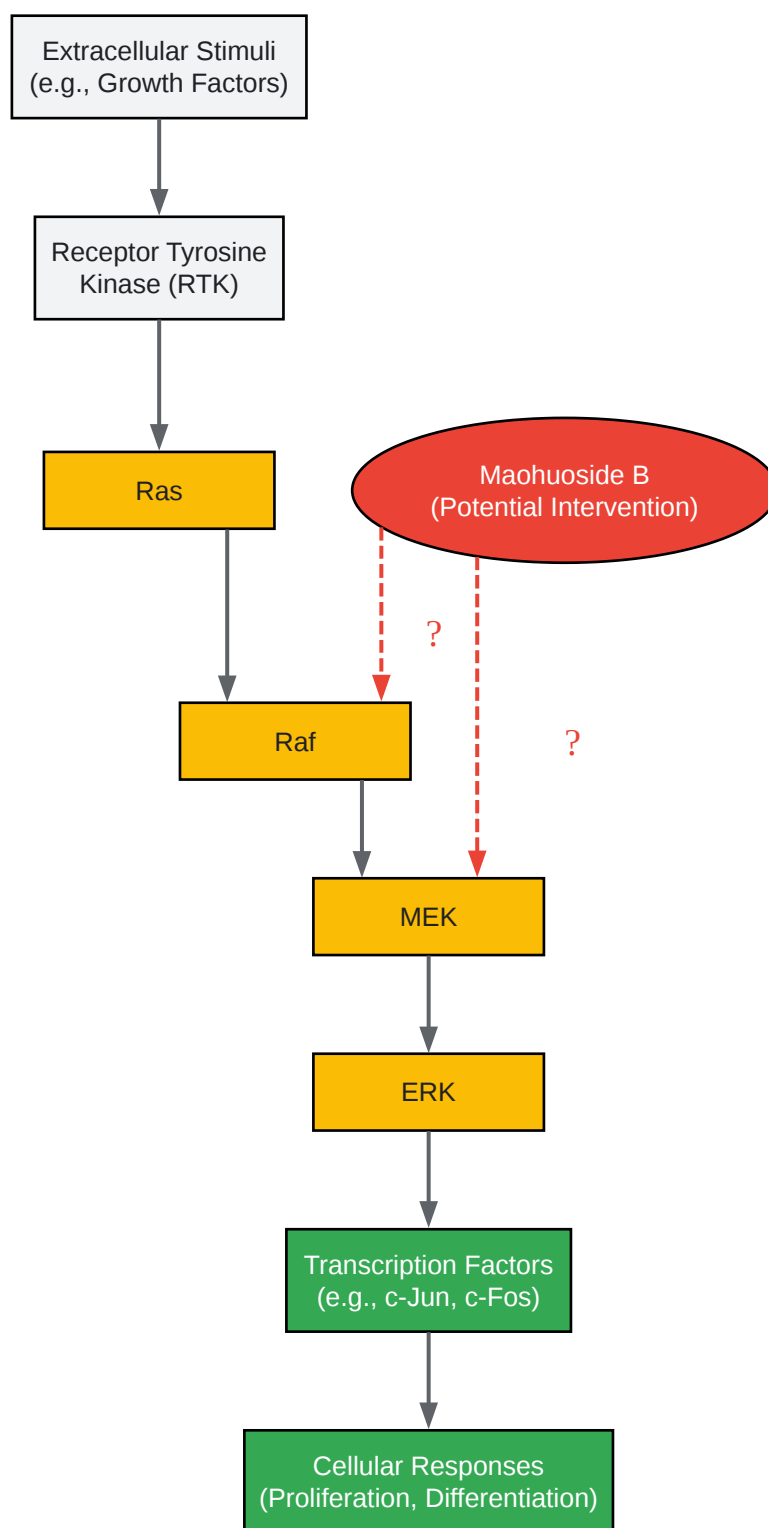 Extracellular Stimuli
(e.g., Growth Factors)
Receptor Tyrosine
Kinase (RTK)
Ras
Maohuoside B
(Potential Intervention)
?
Raf
?
MEK
ERK
Transcription Factors
(e.g., c-Jun, c-Fos)
Cellular Responses
(Proliferation, Differentiation)